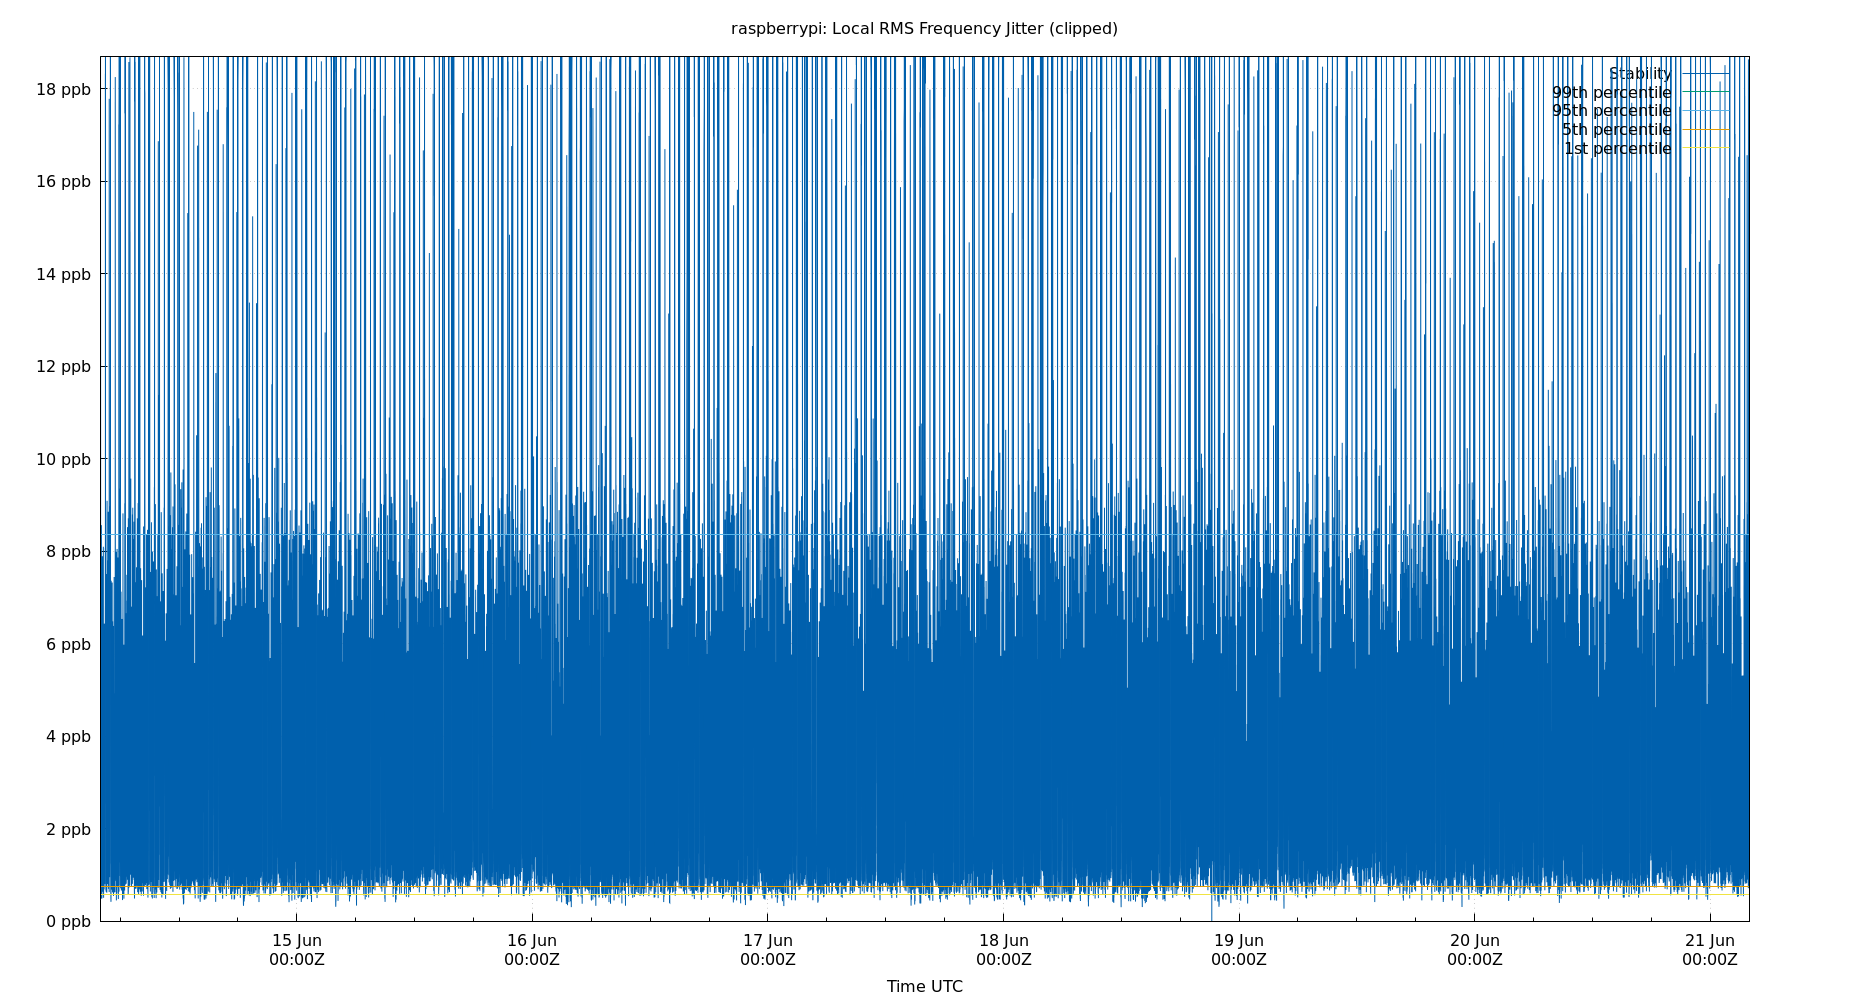 raspberrypi: Local RMS Frequency Jitter (clipped)
18 ppb
16 ppb
14 ppb
12 ppb
10 ppb
8 ppb
6 ppb
4 ppb
2 ppb
0 ppb
Stability
99th percentile
95th percentile
5th percentile
1st percentile
15 Jun
00:00Z
16 Jun
00:00Z
17 Jun
00:00Z
18 Jun
00:00Z
19 Jun
00:00Z
20 Jun
00:00Z
21 Jun
00:00Z
Time UTC